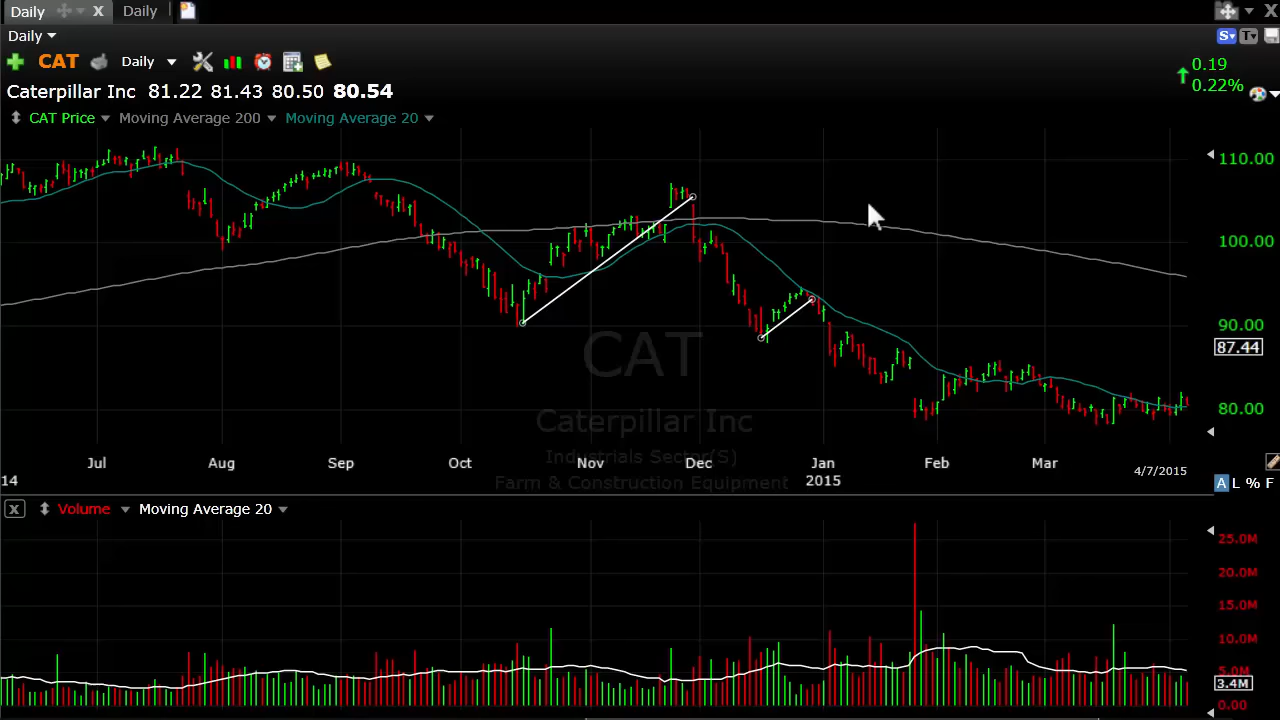 Daily X Daily X
Daily S T
CAT Daily 0.19
0.22%
Caterpillar Inc 81.22 81.43 80.50 80.54
CAT Price Moving Average 200 Moving Average 20
110.00
100.00
90.00
87.44
80.00
CAT
Caterpillar Inc
Industrials Sector(S)
Farm & Construction Equipment
Jul Aug Sep Oct Nov Dec Jan Feb Mar 4/7/2015
14 2015
A L % F
X Volume Moving Average 20
25.0M
20.0M
15.0M
10.0M
5.0M
3.4M
0.00